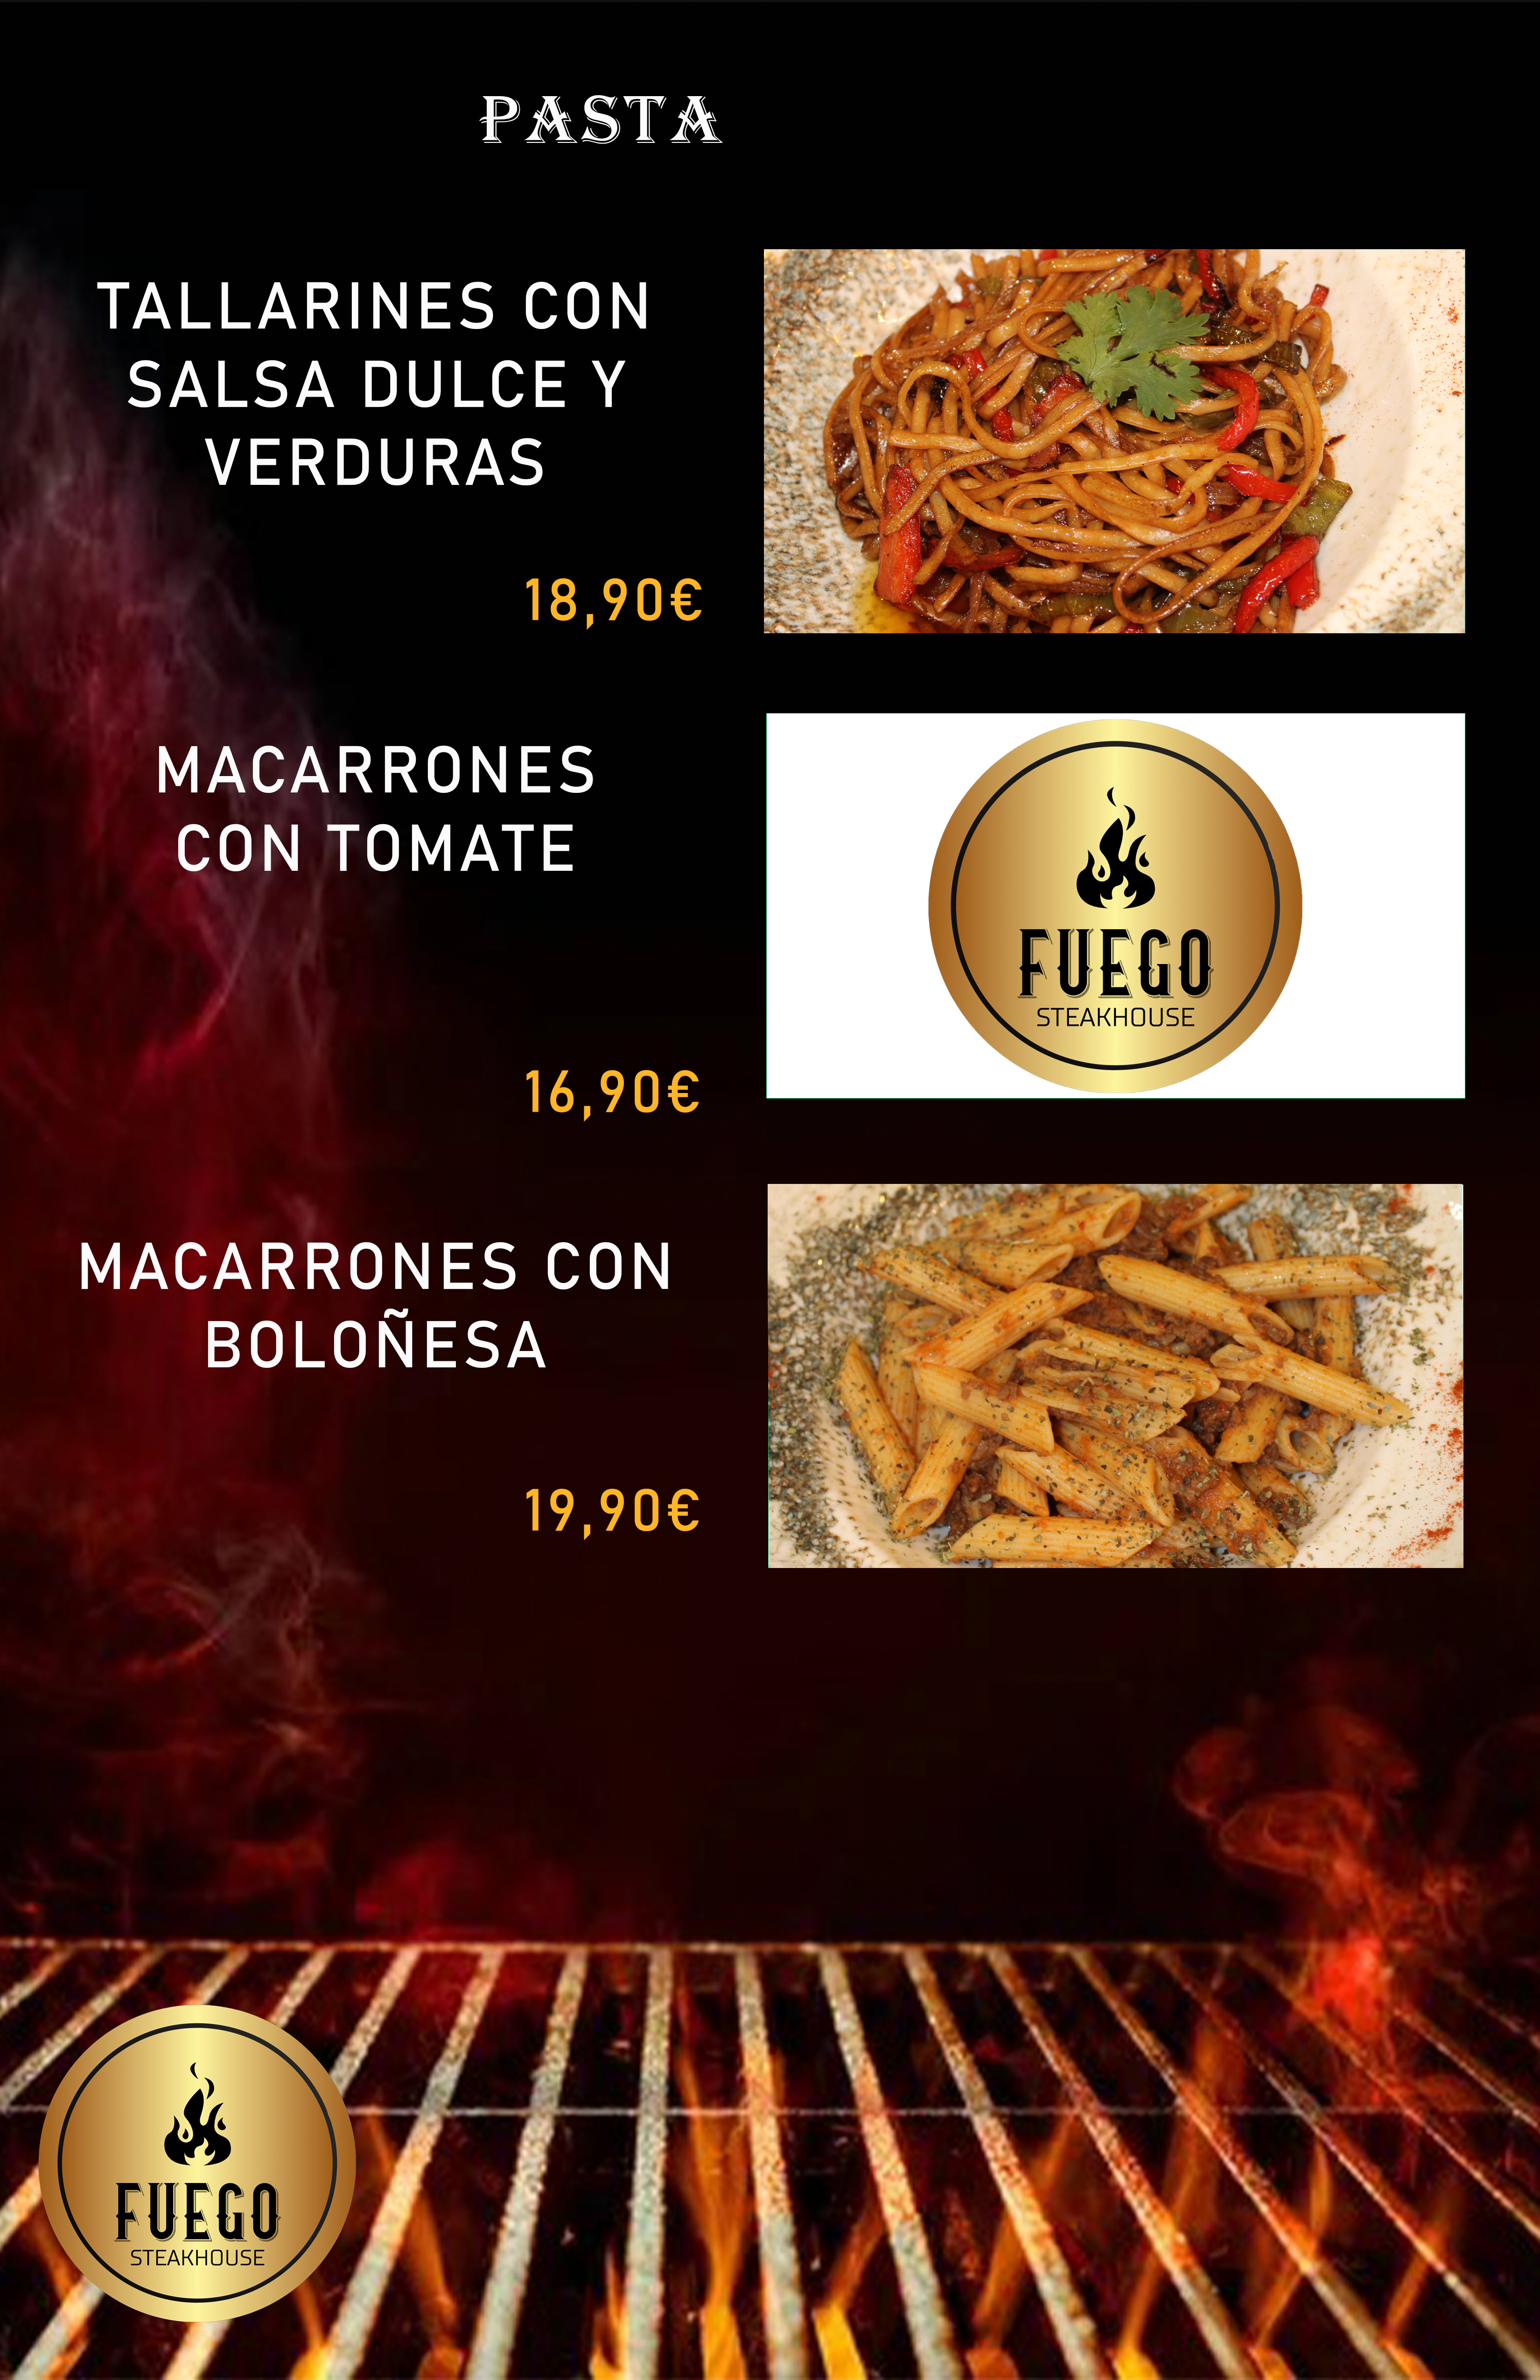 PASTA
TALLARINES CON
SALSA DULCE Y
VERDURAS
18,90€
MACARRONES
CON TOMATE
16,90€
FUEGO
STEAKHOUSE
MACARRONES CON
BOLOÑESA
19,90€
FUEGO
STEAKHOUSE